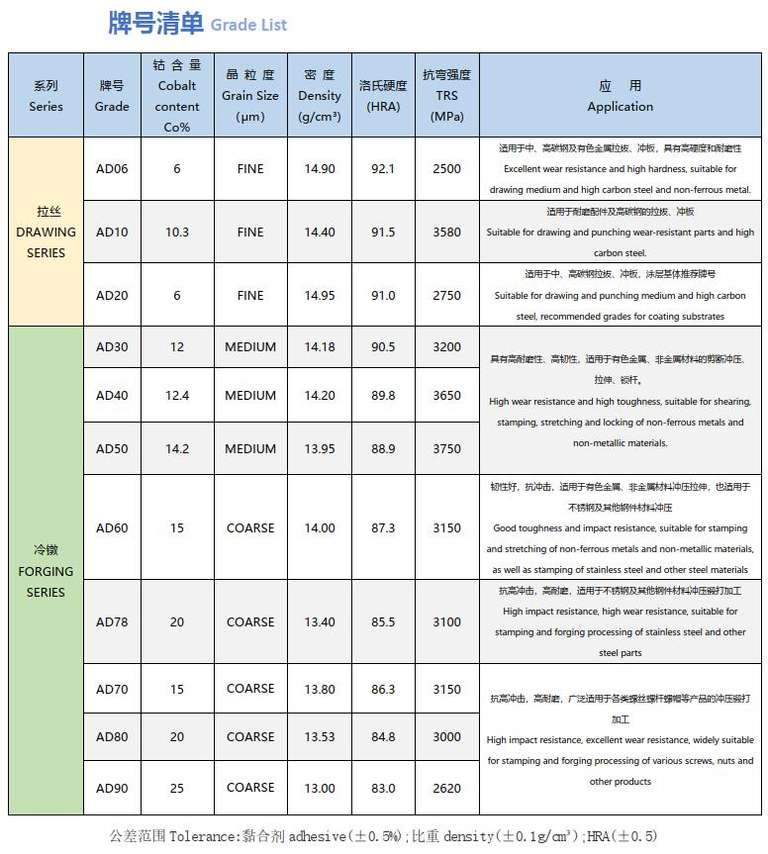 牌号清单 Grade List
系列
Series
牌号
Grade
钴 含 量
Cobalt
content
Co%
晶 粒 度
Grain Size
(μm)
密 度
Density
(g/cm³)
洛氏硬度
(HRA)
抗弯强度
TRS
(MPa)
应 用
Application
拉丝
DRAWING
SERIES
AD06 6 FINE 14.90 92.1 2500
适用于中、高碳钢及有色金属拉拔、冲板，具有高硬度和耐磨性
Excellent wear resistance and high hardness, suitable for
drawing medium and high carbon steel and non-ferrous metal.
AD10 10.3 FINE 14.40 91.5 3580
适用于耐磨配件及高碳钢的拉拔、冲板
Suitable for drawing and punching wear-resistant parts and high
carbon steel.
AD20 6 FINE 14.95 91.0 2750
适用于中、高碳钢拉拔、冲板，涂层基体推荐牌号
Suitable for drawing and punching medium and high carbon
steel, recommended grades for coating substrates
冷镦
FORGING
SERIES
AD30 12 MEDIUM 14.18 90.5 3200
AD40 12.4 MEDIUM 14.20 89.8 3650
AD50 14.2 MEDIUM 13.95 88.9 3750
具有高耐磨性、高韧性，适用于有色金属、非金属材料的剪断冲压、
拉伸、锁杆。
High wear resistance and high toughness, suitable for shearing,
stamping, stretching and locking of non-ferrous metals and
non-metallic materials.
AD60 15 COARSE 14.00 87.3 3150
韧性好，抗冲击，适用于有色金属、非金属材料冲压拉伸，也适用于
不锈钢及其他钢件材料冲压
Good toughness and impact resistance, suitable for stamping
and stretching of non-ferrous metals and non-metallic materials,
as well as stamping of stainless steel and other steel materials
AD78 20 COARSE 13.40 85.5 3100
抗高冲击，高耐磨，适用于不锈钢及其他钢件材料冲压锻打加工
High impact resistance, high wear resistance, suitable for
stamping and forging processing of stainless steel and other
steel parts
AD70 15 COARSE 13.80 86.3 3150
AD80 20 COARSE 13.53 84.8 3000
AD90 25 COARSE 13.00 83.0 2620
抗高冲击，高耐磨，广泛适用于各类螺丝螺杆螺帽等产品的冲压锻打
加工
High impact resistance, excellent wear resistance, widely suitable
for stamping and forging processing of various screws, nuts and
other products
公差范围Tolerance:黏合剂adhesive(±0.5%);比重density(±0.1g/cm³);HRA(±0.5)